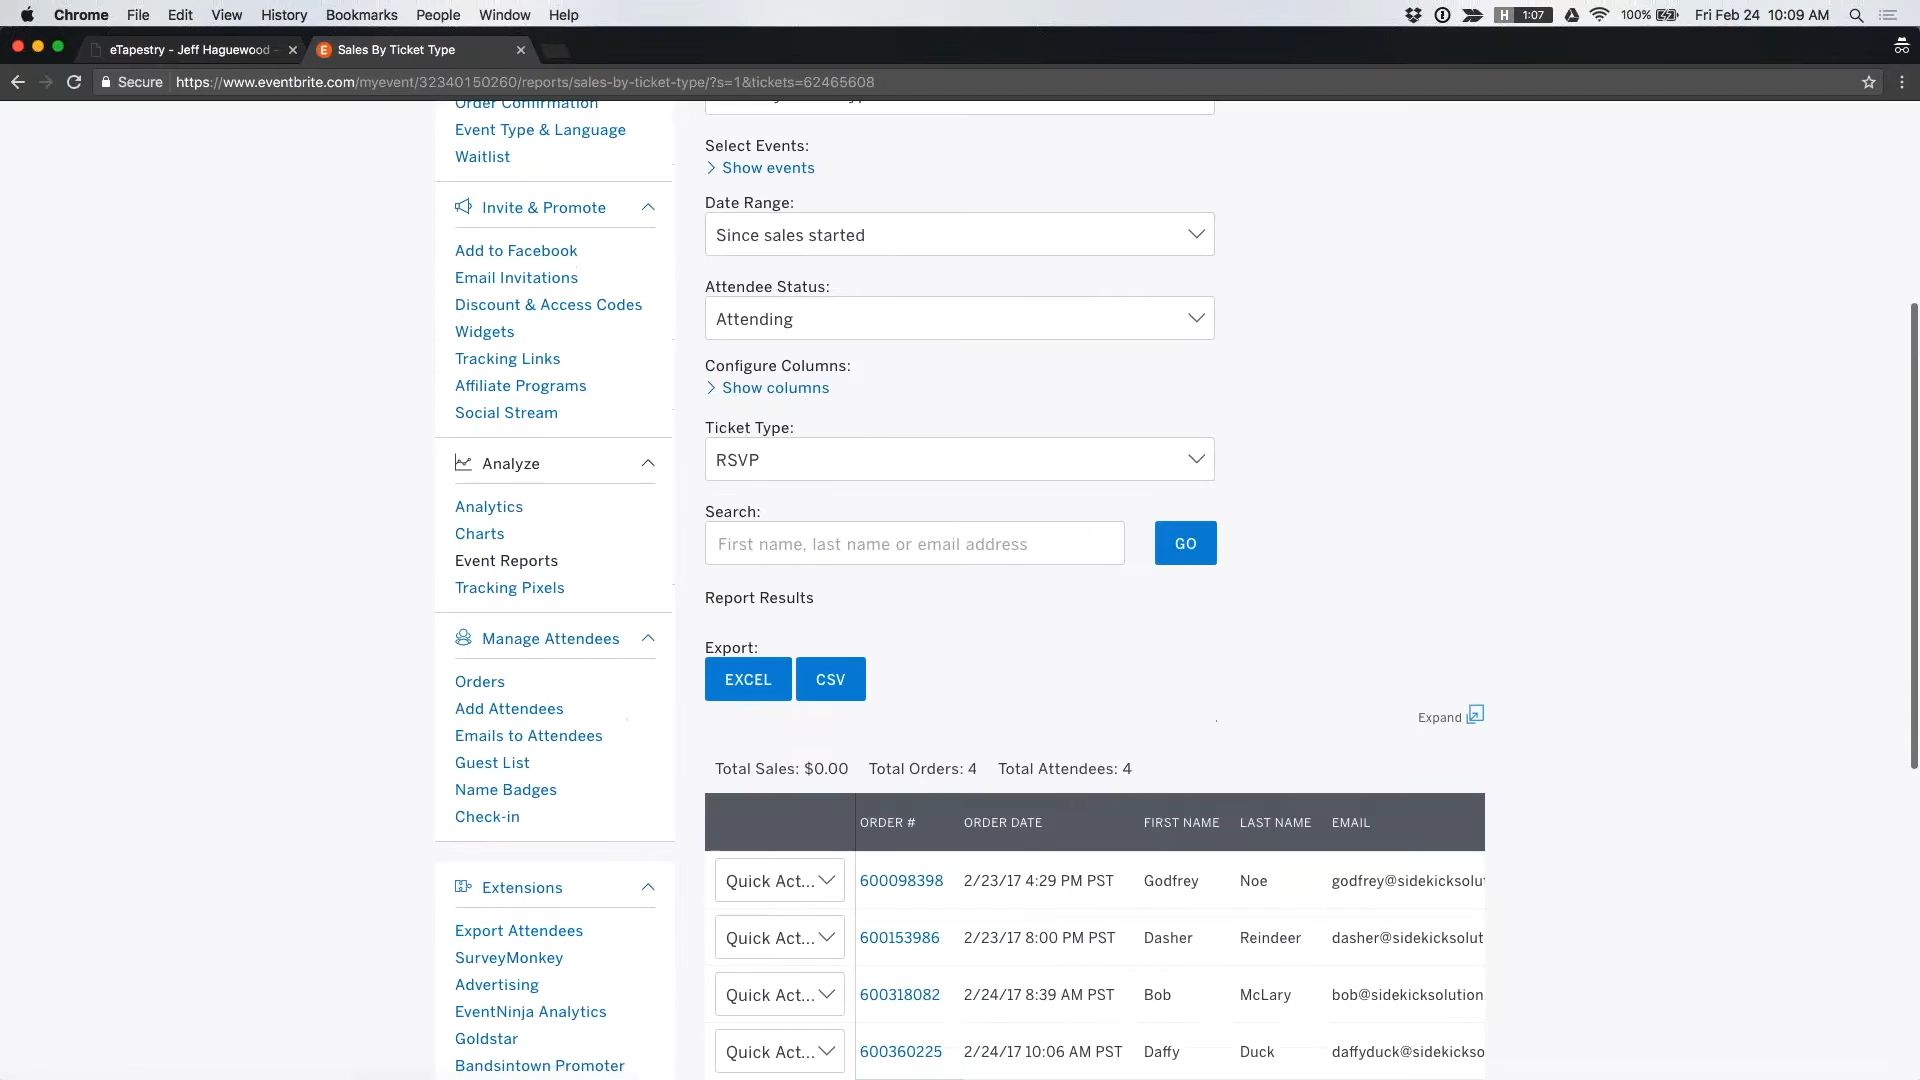 Chrome File Edit View History Bookmarks People Window Help
H 1:07 100% Fri Feb 24 10:09 AM
eTapestry - Jeff Haguewood -
Sales By Ticket Type
Secure https://www.eventbrite.com/myevent/32340150260/reports/sales-by-ticket-type/?s=1&tickets=62465608
Order Confirmation
Event Type & Language
Waitlist
Invite & Promote
Add to Facebook
Email Invitations
Discount & Access Codes
Widgets
Tracking Links
Affiliate Programs
Social Stream
Analyze
Analytics
Charts
Event Reports
Tracking Pixels
Manage Attendees
Orders
Add Attendees
Emails to Attendees
Guest List
Name Badges
Check-in
Extensions
Export Attendees
SurveyMonkey
Advertising
EventNinja Analytics
Goldstar
Bandsintown Promoter
Select Events:
Show events
Date Range:
Since sales started
Attendee Status:
Attending
Configure Columns:
Show columns
Ticket Type:
RSVP
Search:
First name, last name or email address
GO
Report Results
Export:
EXCEL CSV
Expand
Total Sales: $0.00 Total Orders: 4 Total Attendees: 4
ORDER # ORDER DATE FIRST NAME LAST NAME EMAIL
Quick Act... 600098398 2/23/17 4:29 PM PST Godfrey Noe godfrey@sidekicksolut
Quick Act... 600153986 2/23/17 8:00 PM PST Dasher Reindeer dasher@sidekicksolut
Quick Act... 600318082 2/24/17 8:39 AM PST Bob McLary bob@sidekicksolution
Quick Act... 600360225 2/24/17 10:06 AM PST Daffy Duck daffyduck@sidekickso